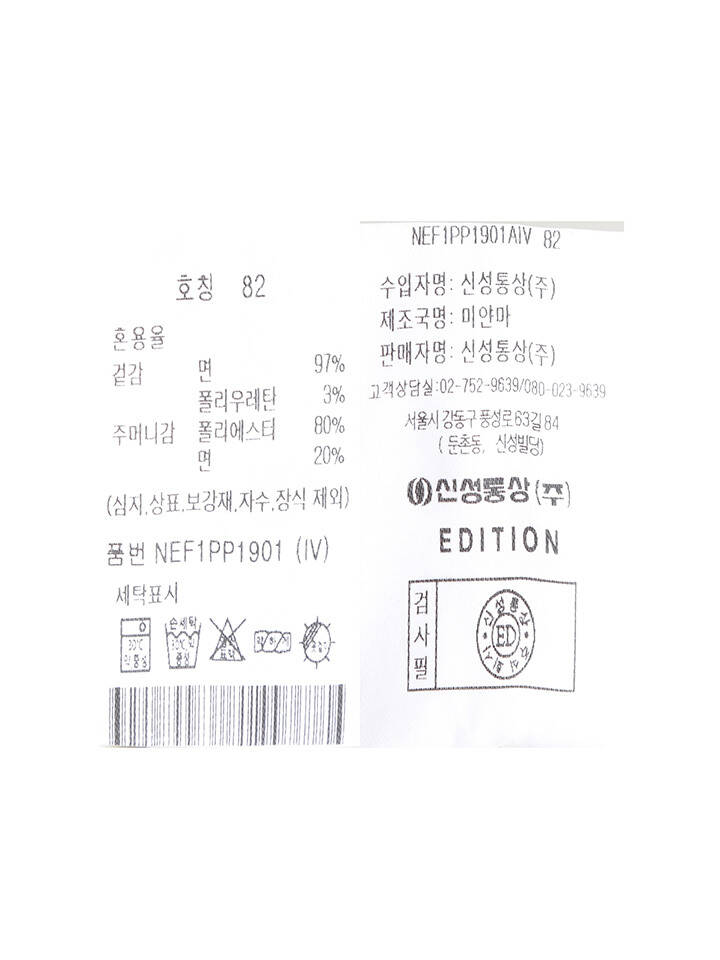 호칭 82
혼용율
겉감 면 97%
폴리우레탄 3%
주머니감 폴리에스터 80%
면 20%
(심지,상표,보강재,자수,장식 제외)
품번 NEF1PP1901 (IV)
세탁표시
손세탁
30℃
중성
NEF1PP1901AIV 82
수입자명: 신성통상(주)
제조국명: 미얀마
판매자명: 신성통상(주)
고객상담실:02-752-9639/080-023-9639
서울시 강동구 풍성로63길 84
(둔촌동, 신성빌딩)
신성통상(주)
EDITION
검사필
ED